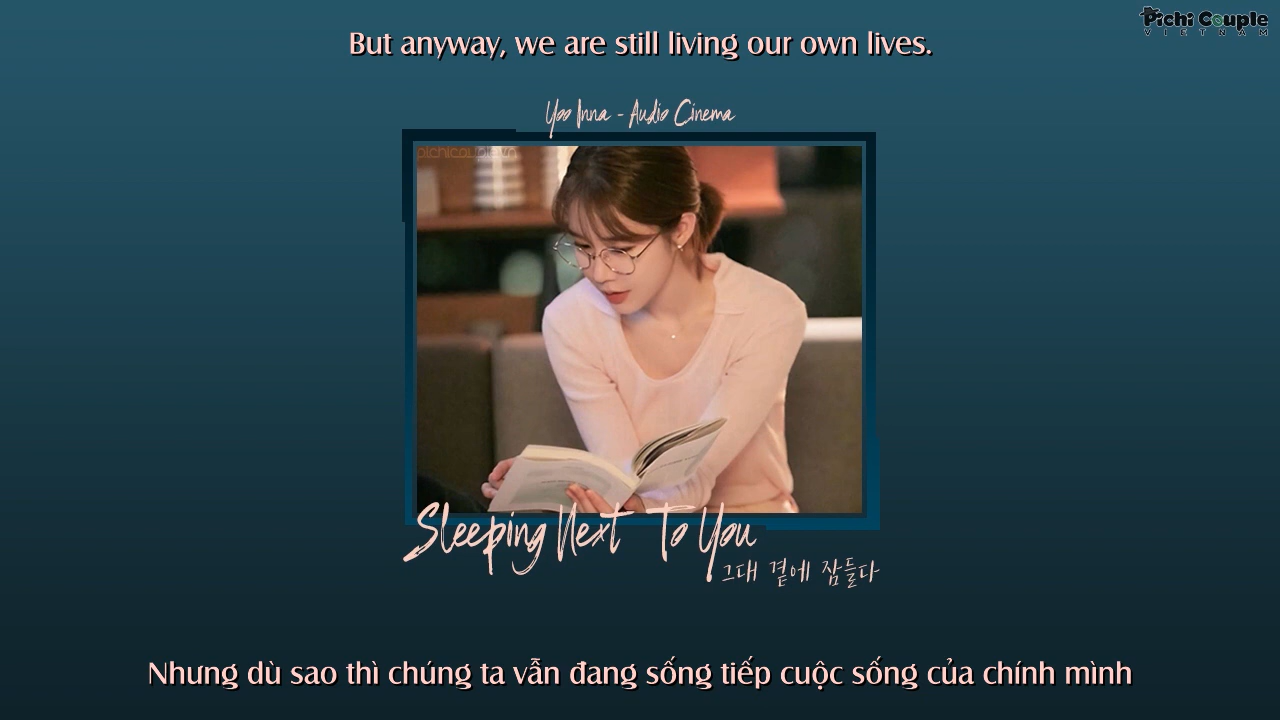 Pichi Couple
VIETNAM
But anyway, we are still living our own lives.
Yoo Inna - Audio Cinema
pichicouplevn
Sleeping Next To You
그대 곁에 잠들다
Nhưng dù sao thì chúng ta vẫn đang sống tiếp cuộc sống của chính mình